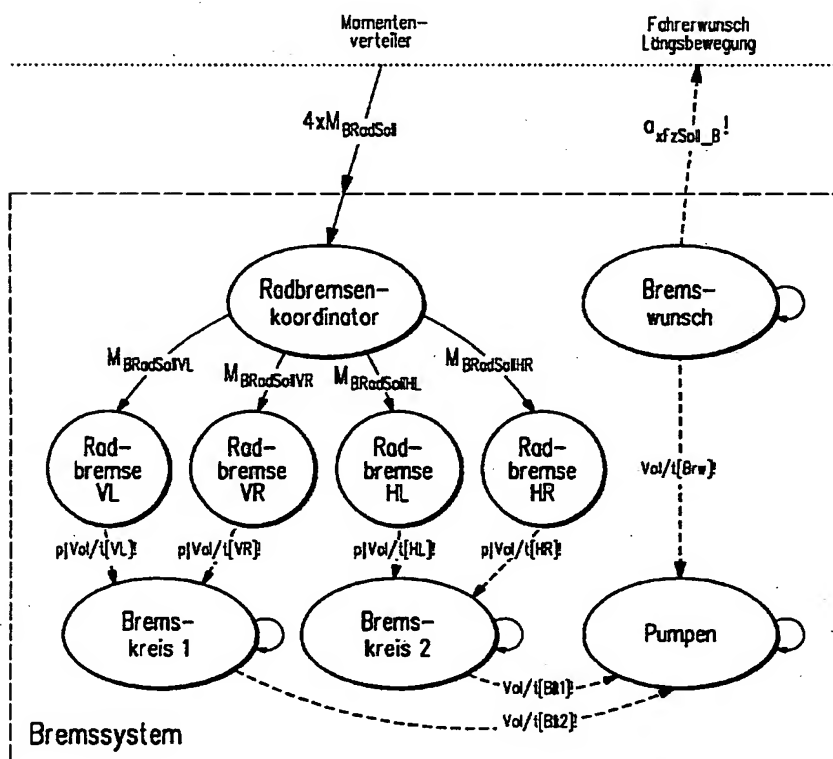 Momenten-
verteiler
Fahrerwunsch
Längsbewegung
4xM_BRadSoll
a_xfzSoll_B!
Radbremsen-
koordinator
Brems-
wunsch
M_BRadSollVL
M_BRadSollVR
M_BRadSollHL
M_BRadSollHR
Rad-
bremse
VL
Rad-
bremse
VR
Rad-
bremse
HL
Rad-
bremse
HR
Vol/t[Brw]!
p|Vol/t[VL]!
p|Vol/t[VR]!
p|Vol/t[HL]!
p|Vol/t[HR]!
Brems-
kreis 1
Brems-
kreis 2
Pumpen
Vol/t[Bk1]!
Vol/t[Bk2]!
Bremssystem